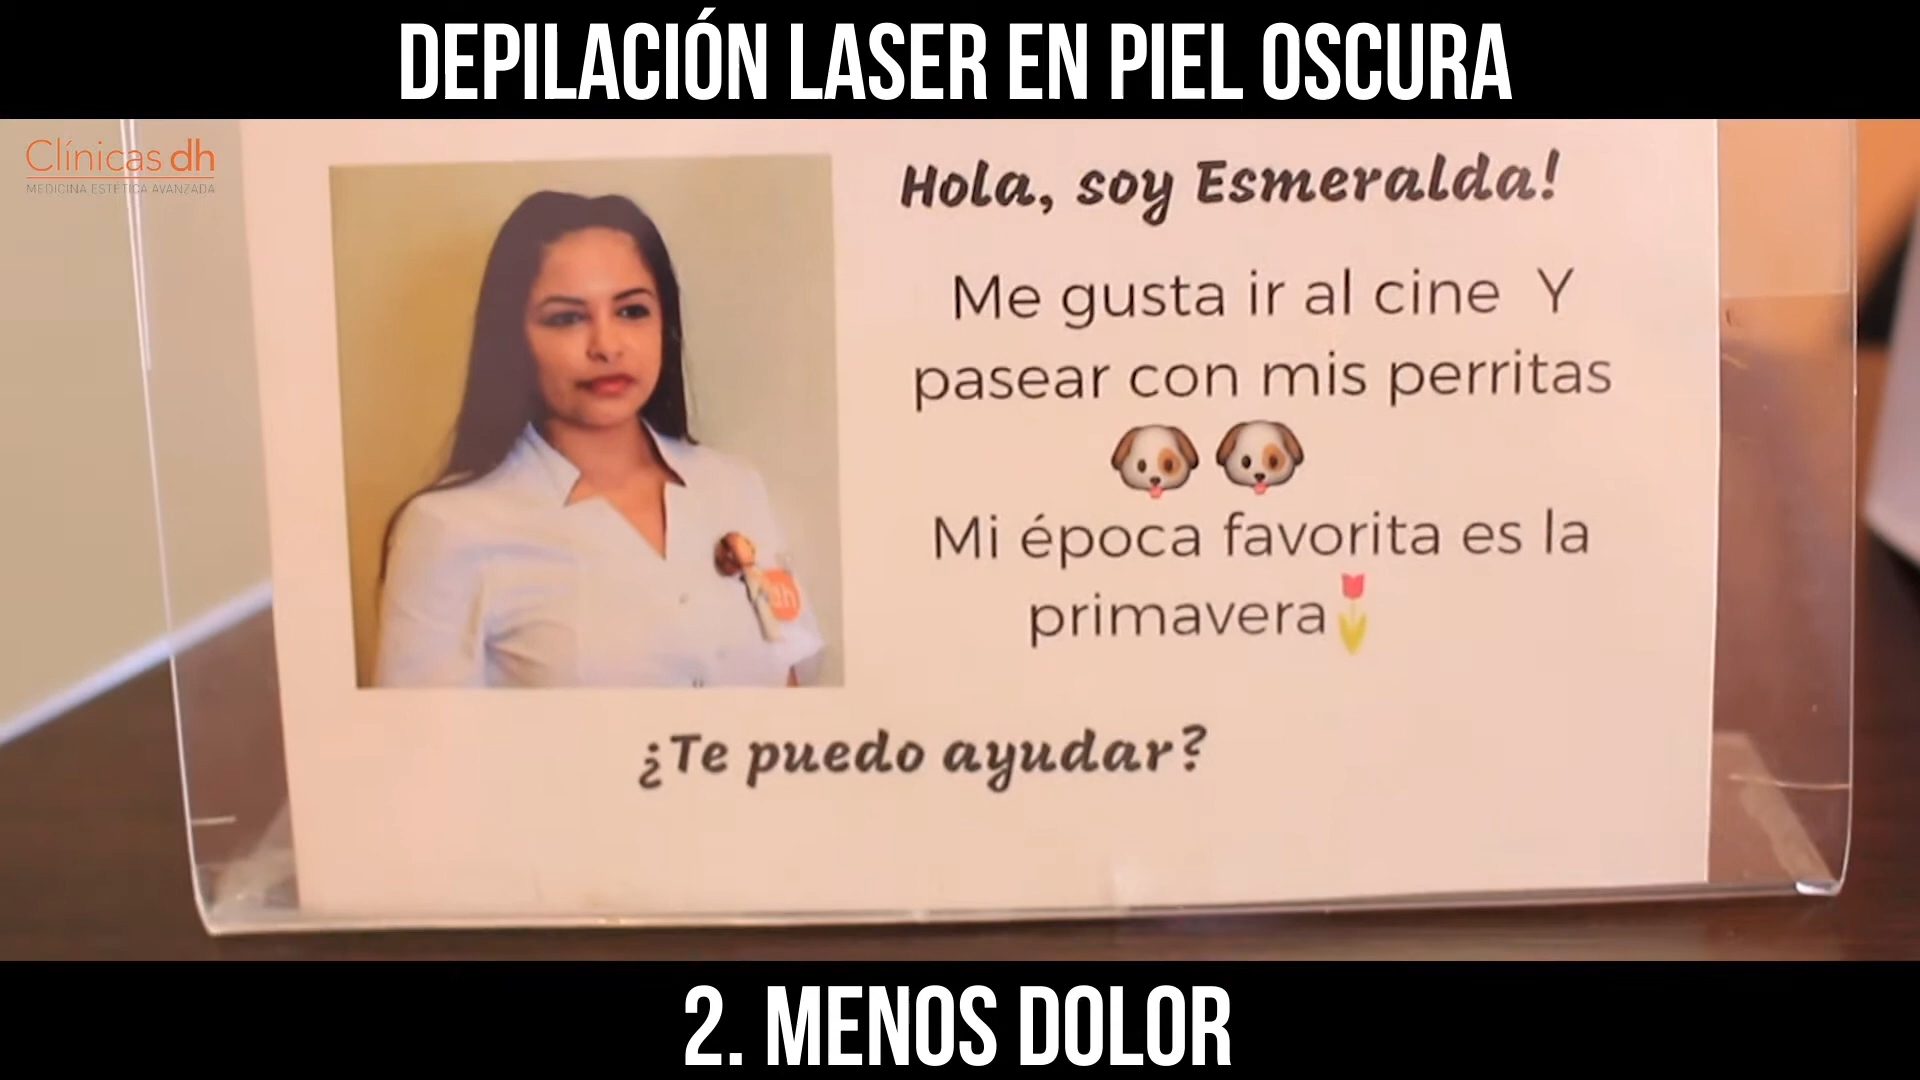 DEPILACIÓN LASER EN PIEL OSCURA
Clínicas dh
MEDICINA ESTÉTICA AVANZADA
Hola, soy Esmeralda!
Me gusta ir al cine Y
pasear con mis perritas
Mi época favorita es la
primavera
dh
¿Te puedo ayudar?
2. MENOS DOLOR